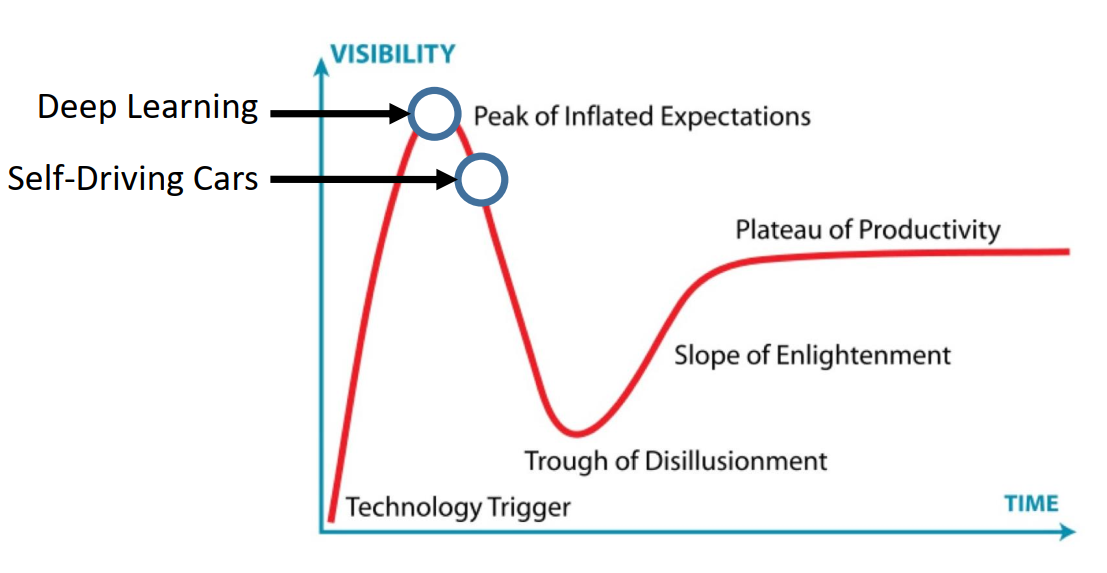 VISIBILITY
Deep Learning
Peak of Inflated Expectations
Self-Driving Cars
Plateau of Productivity
Slope of Enlightenment
Trough of Disillusionment
Technology Trigger
TIME